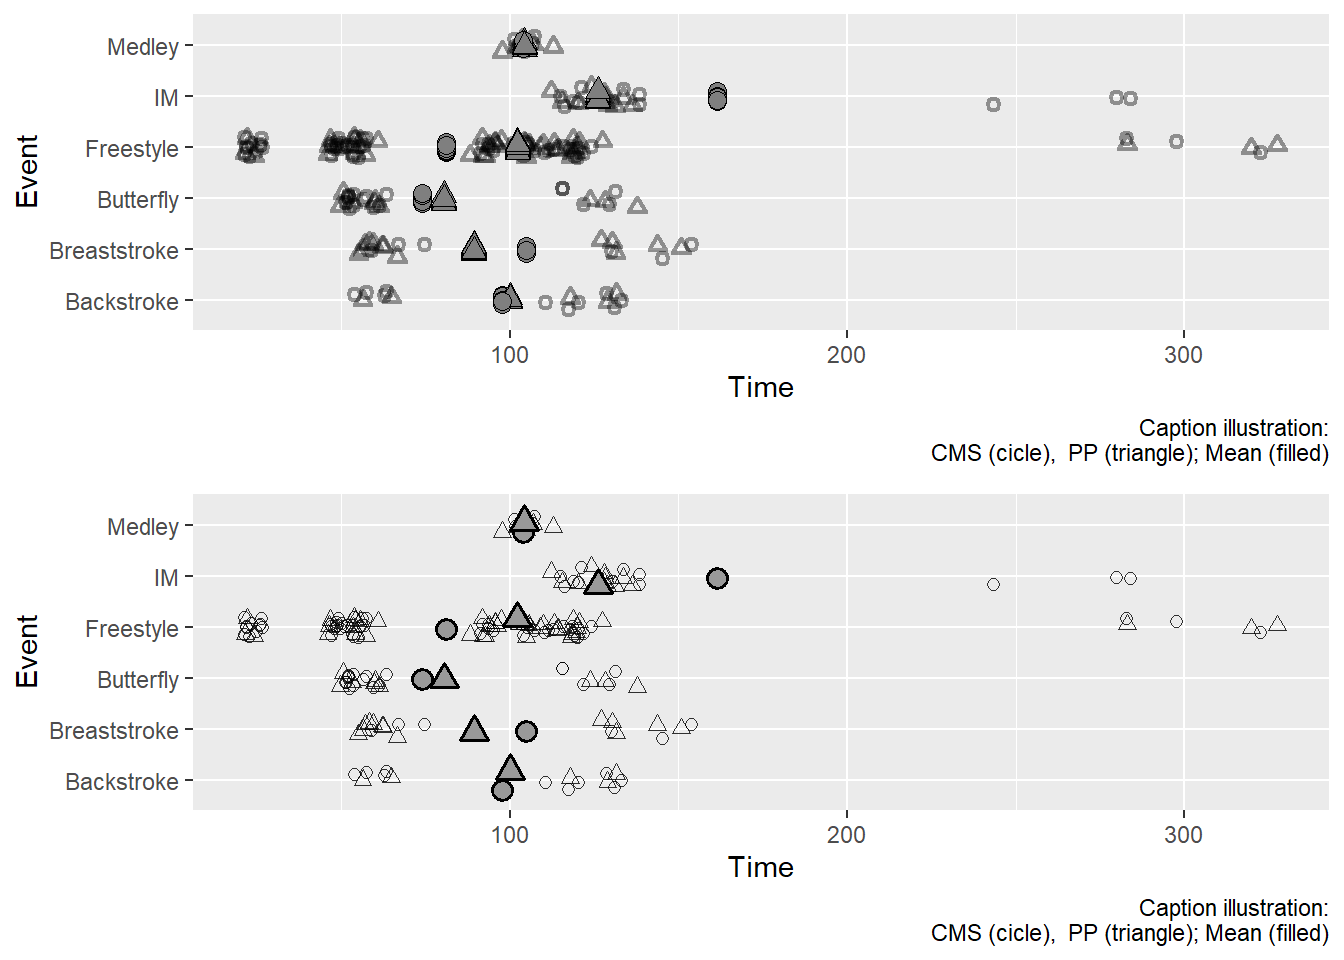 Medley
IM
Freestyle
Butterfly
Breaststroke
Backstroke
Event
100
200
300
Time
Caption illustration:
CMS (cicle),  PP (triangle); Mean (filled)
Medley
IM
Freestyle
Butterfly
Breaststroke
Backstroke
Event
100
200
300
Time
Caption illustration:
CMS (cicle),  PP (triangle); Mean (filled)